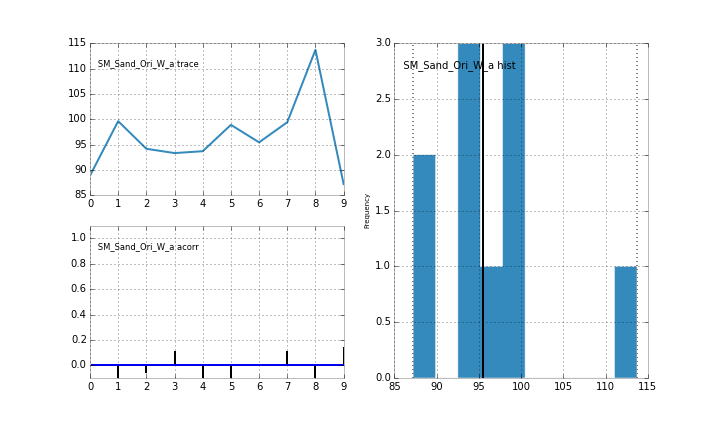 115
110
105
100
95
90
85
SM_Sand_Ori_W_a trace
0 1 2 3 4 5 6 7 8 9
1.0
0.8
0.6
0.4
0.2
0.0
SM_Sand_Ori_W_a acorr
0 1 2 3 4 5 6 7 8 9
3.0
2.5
2.0
1.5
1.0
0.5
0.0
Frequency
SM_Sand_Ori_W_a hist
85 90 95 100 105 110 115